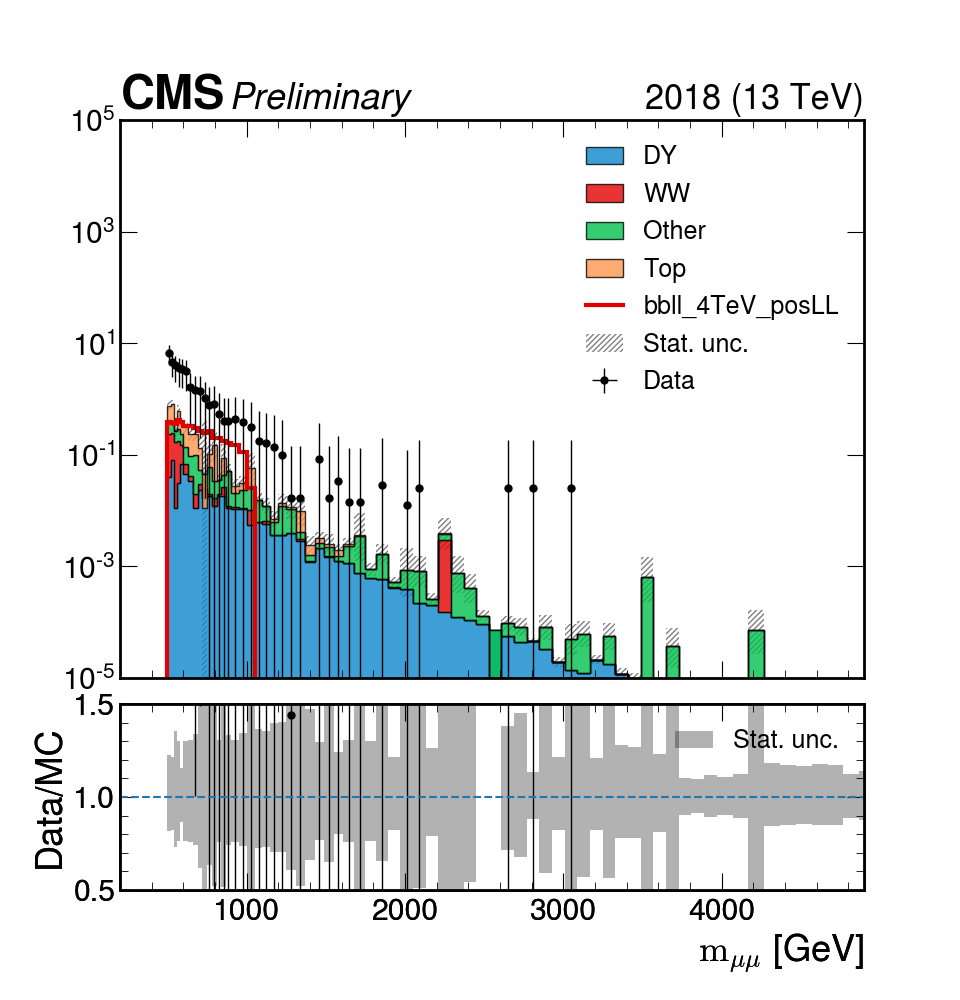 CMS Preliminary 2018 (13 TeV)
10^5
10^3
10^1
10^-1
10^-3
10^-5
DY
WW
Other
Top
bbll_4TeV_posLL
Stat. unc.
Data
1.5
1.0
0.5
Data/MC
Stat. unc.
1000 2000 3000 4000
m_μμ [GeV]